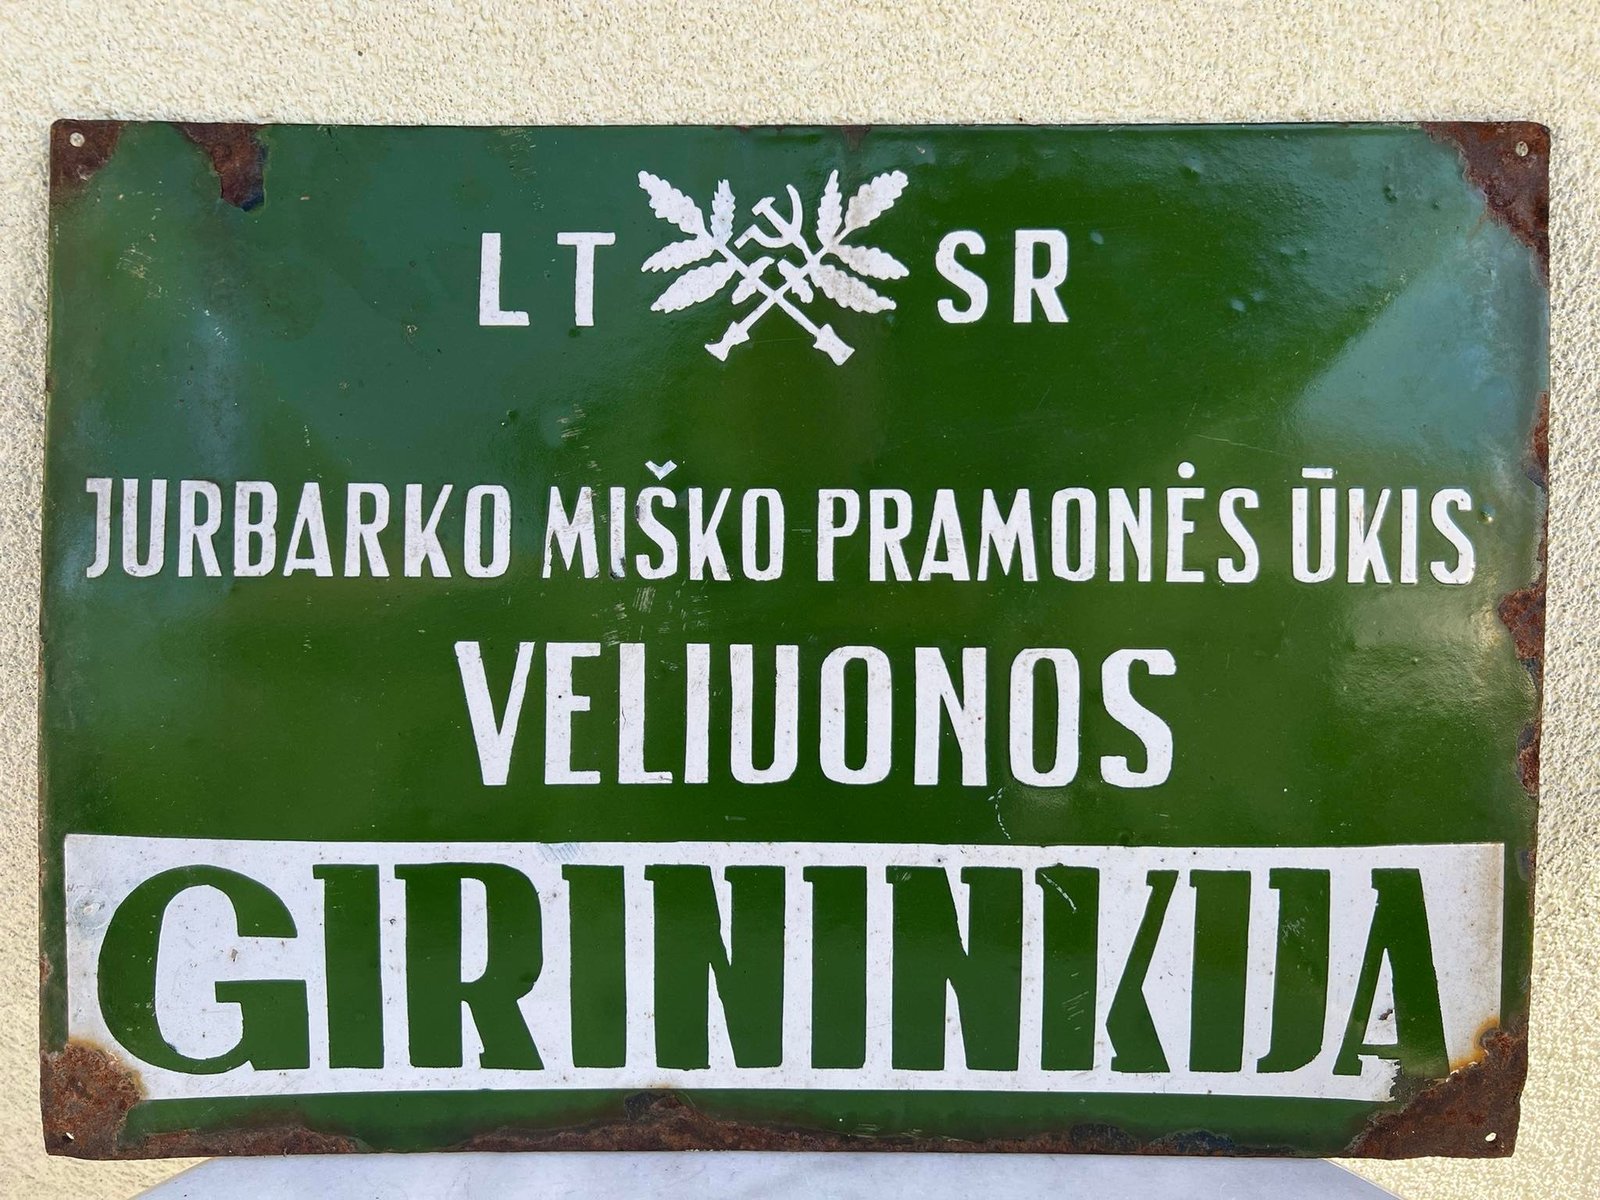 LT SR
JURBARKO MIŠKO PRAMONĖS ŪKIS
VELIUONOS
GIRININKIJA